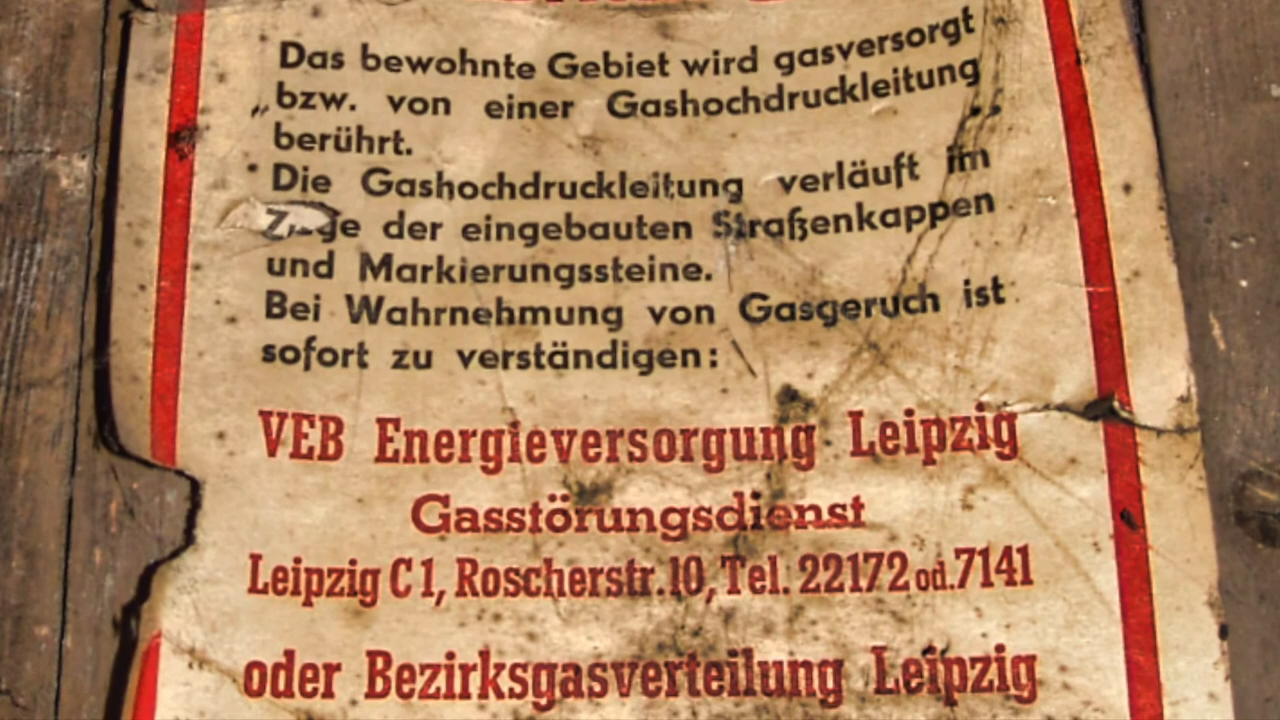 Das bewohnte Gebiet wird gasversorgt
bzw. von einer Gashochdruckleitung
berührt.
Die Gashochdruckleitung verläuft im
Zuge der eingebauten Straßenkappen
und Markierungssteine.
Bei Wahrnehmung von Gasgeruch ist
sofort zu verständigen:
VEB Energieversorgung Leipzig
Gasstörungsdienst
Leipzig C 1, Roscherstr. 10, Tel. 22172 od. 7141
oder Bezirksgasverteilung Leipzig